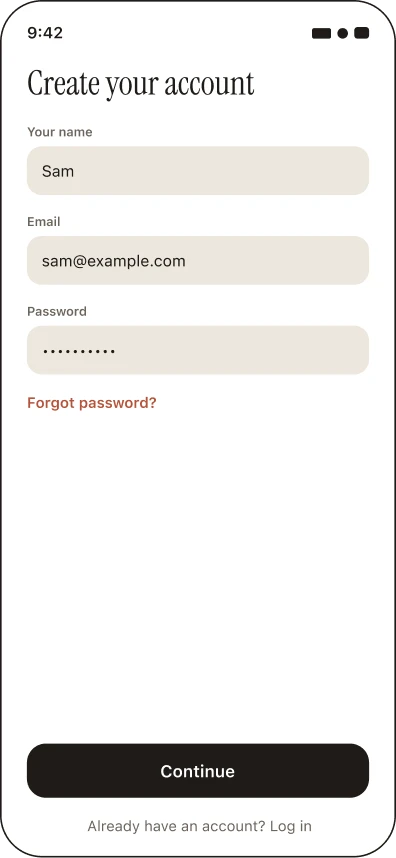 9:42
Create your account
Your name
Sam
Email
sam@example.com
Password
••••••••••
Forgot password?
Continue
Already have an account? Log in